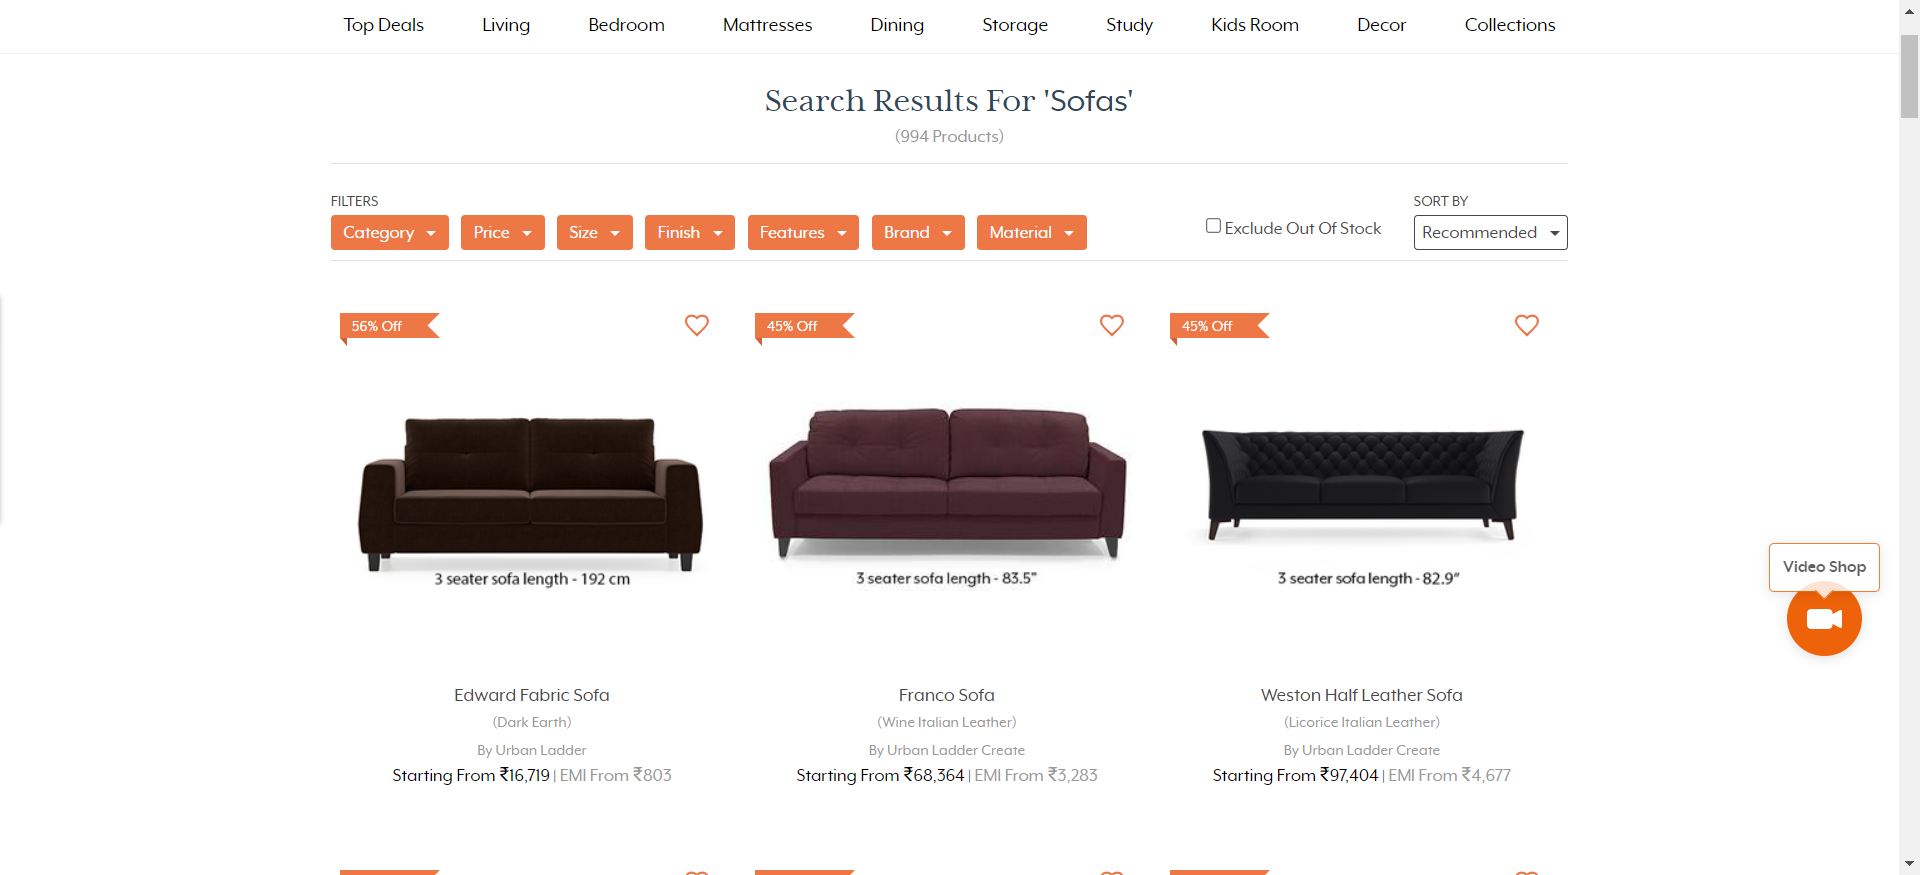 Top Deals Living Bedroom Mattresses Dining Storage Study Kids Room Decor Collections
Search Results For 'Sofas'
(994 Products)
FILTERS
SORT BY
Category Price Size Finish Features Brand Material
Exclude Out Of Stock
Recommended
56% Off
45% Off
45% Off
3 seater sofa length - 192 cm
3 seater sofa length - 83.5"
3 seater sofa length - 82.9"
Video Shop
Edward Fabric Sofa
(Dark Earth)
By Urban Ladder
Starting From ₹16,719 | EMI From ₹803
Franco Sofa
(Wine Italian Leather)
By Urban Ladder Create
Starting From ₹68,364 | EMI From ₹3,283
Weston Half Leather Sofa
(Licorice Italian Leather)
By Urban Ladder Create
Starting From ₹97,404 | EMI From ₹4,677